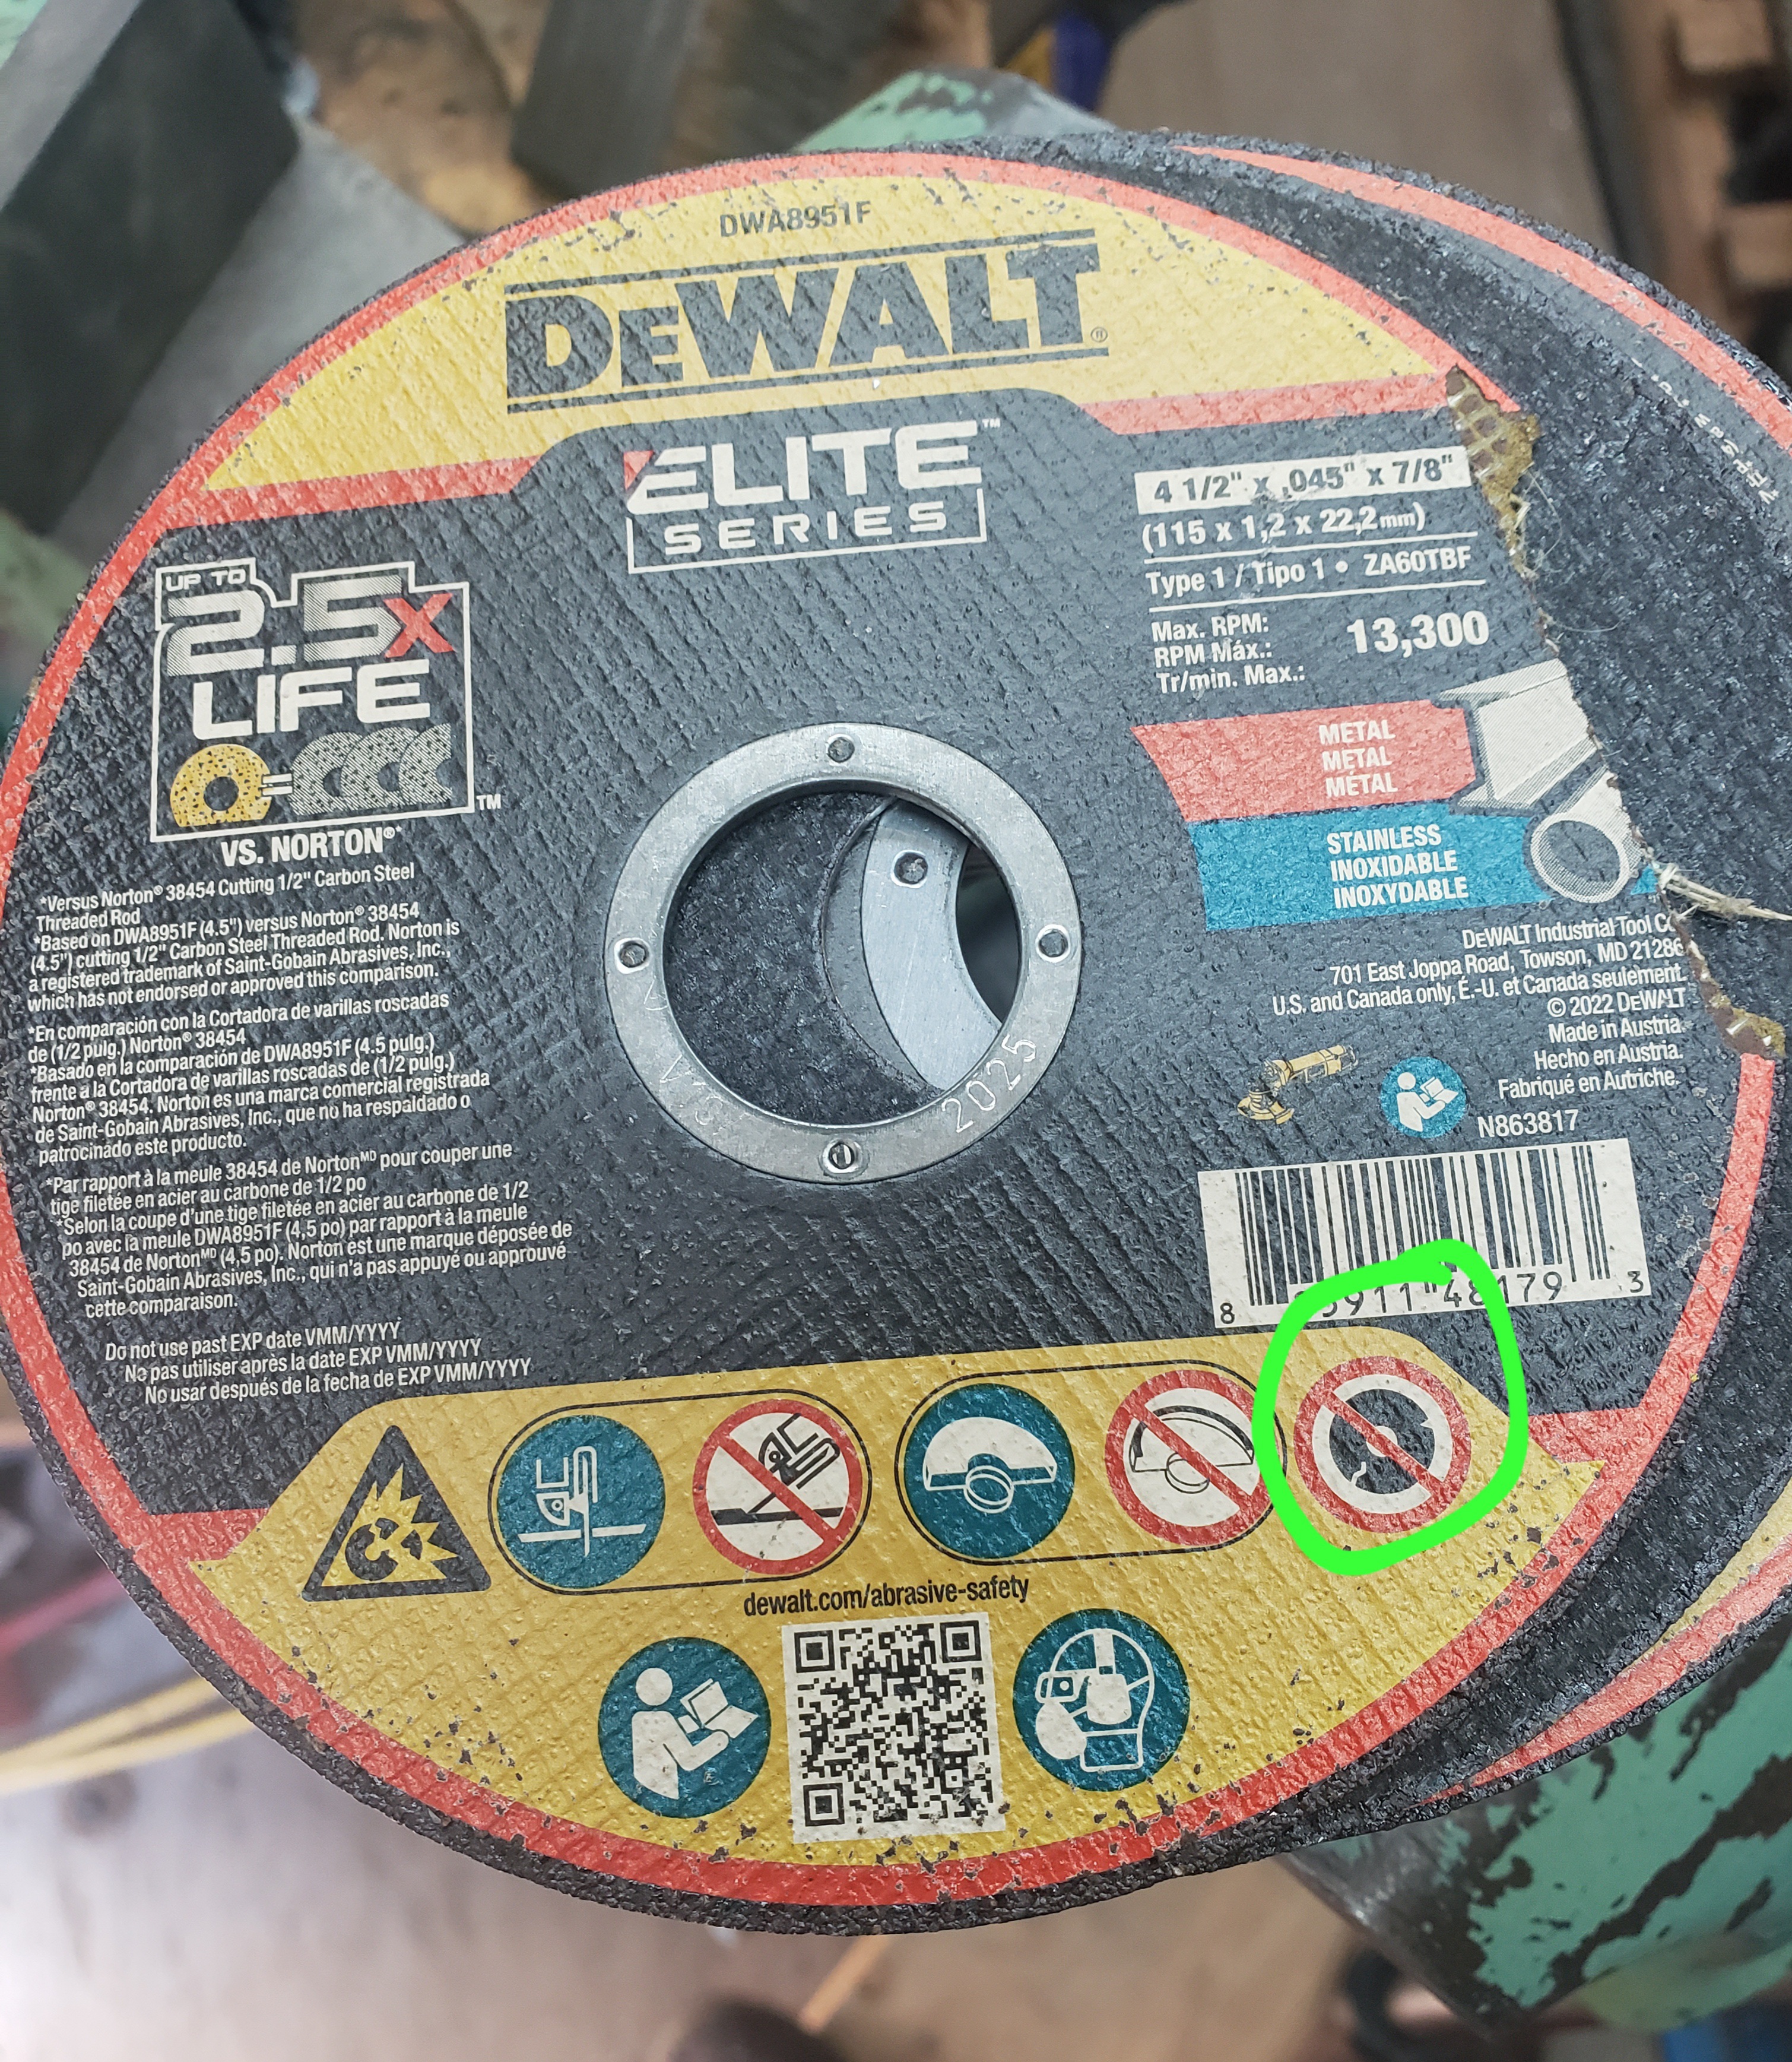 DWA8951F
DEWALT®
ELITE™
SERIES
4 1/2" x .045" x 7/8"
(115 x 1,2 x 22,2mm)
Type 1 / Tipo 1 • ZA60TBF
Max. RPM: 13,300
RPM Máx.:
Tr/min. Max.:
METAL
METAL
MÉTAL
STAINLESS
INOXIDABLE
INOXYDABLE
DEWALT Industrial Tool C
701 East Joppa Road, Towson, MD 21286
U.S. and Canada only, É.-U. et Canada seulement.
© 2022 DEWALT
Made in Austria.
Hecho en Austria.
Fabriqué en Autriche.
N863817
UP TO
2.5X
LIFE
TM
VS. NORTON®*
*Versus Norton® 38454 Cutting 1/2" Carbon Steel
Threaded Rod
*Based on DWA8951F (4.5") versus Norton® 38454
(4.5") cutting 1/2" Carbon Steel Threaded Rod. Norton is
a registered trademark of Saint-Gobain Abrasives, Inc.,
which has not endorsed or approved this comparison.
*En comparación con la Cortadora de varillas roscadas
de (1/2 pulg.) Norton® 38454
*Basado en la comparación de DWA8951F (4.5 pulg.)
frente a la Cortadora de varillas roscadas de (1/2 pulg.)
Norton® 38454. Norton es una marca comercial registrada
de Saint-Gobain Abrasives, Inc., que no ha respaldado o
patrocinado este producto.
*Par rapport à la meule 38454 de Norton MD pour couper une
tige filetée en acier au carbone de 1/2 po
*Selon la coupe d'une tige filetée en acier au carbone de 1/2
po avec la meule DWA8951F (4,5 po) par rapport à la meule
38454 de Norton MD (4,5 po). Norton est une marque déposée de
Saint-Gobain Abrasives, Inc., qui n'a pas appuyé ou approuvé
cette comparaison.
Do not use past EXP date VMM/YYYY
No pas utiliser après la date EXP VMM/YYYY
No usar después de la fecha de EXP VMM/YYYY
2025
8 3
dewalt.com/abrasive-safety